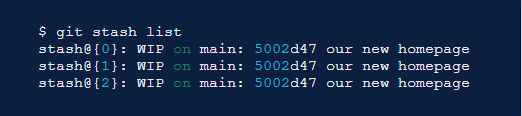 $ git stash list
stash@{0}: WIP on main: 5002d47 our new homepage
stash@{1}: WIP on main: 5002d47 our new homepage
stash@{2}: WIP on main: 5002d47 our new homepage